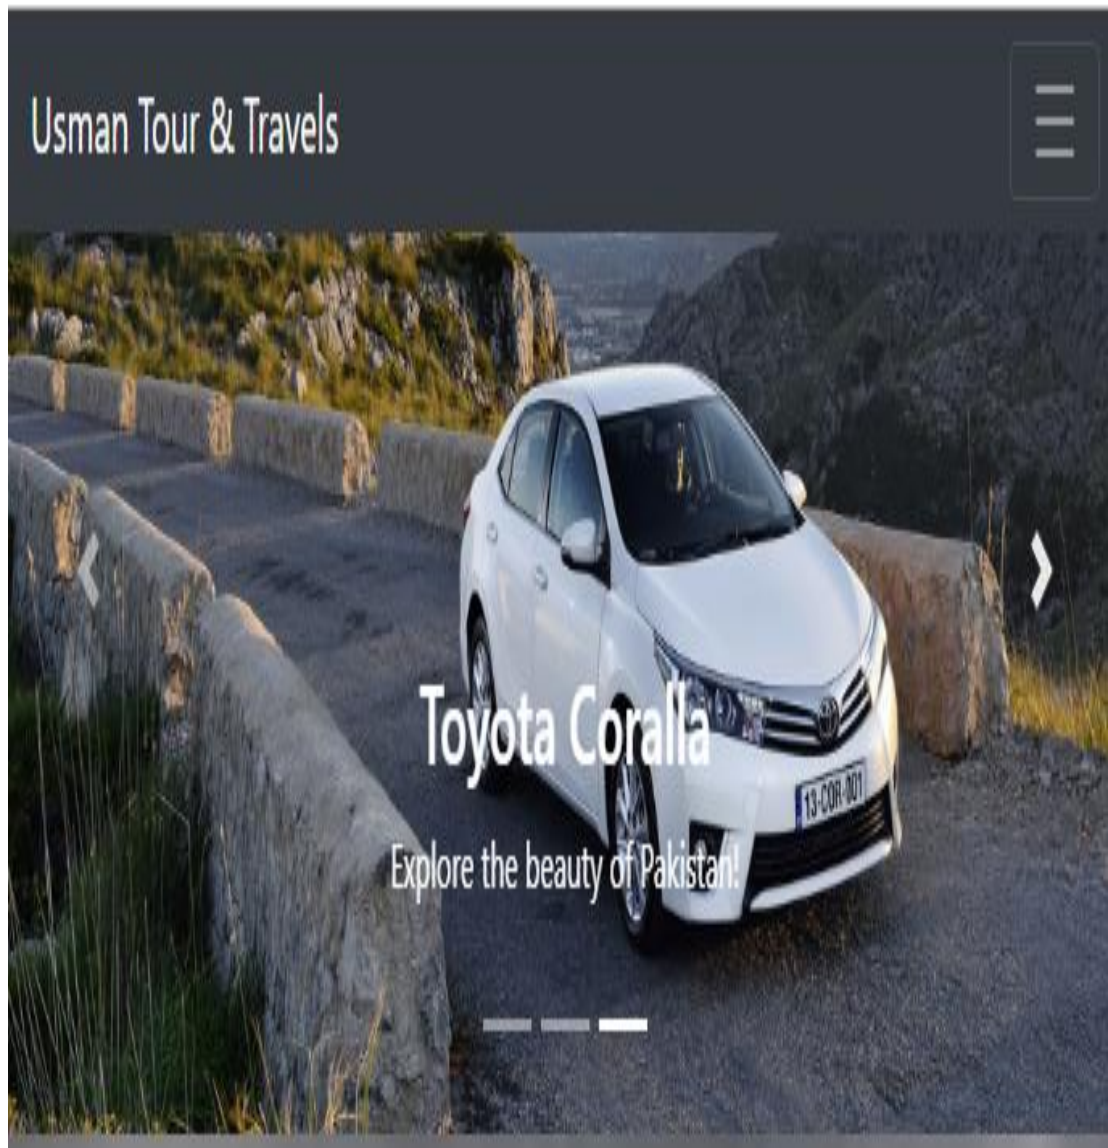 Usman Tour & Travels
Toyota Coralla
13-COR-001
Explore the beauty of Pakistan!